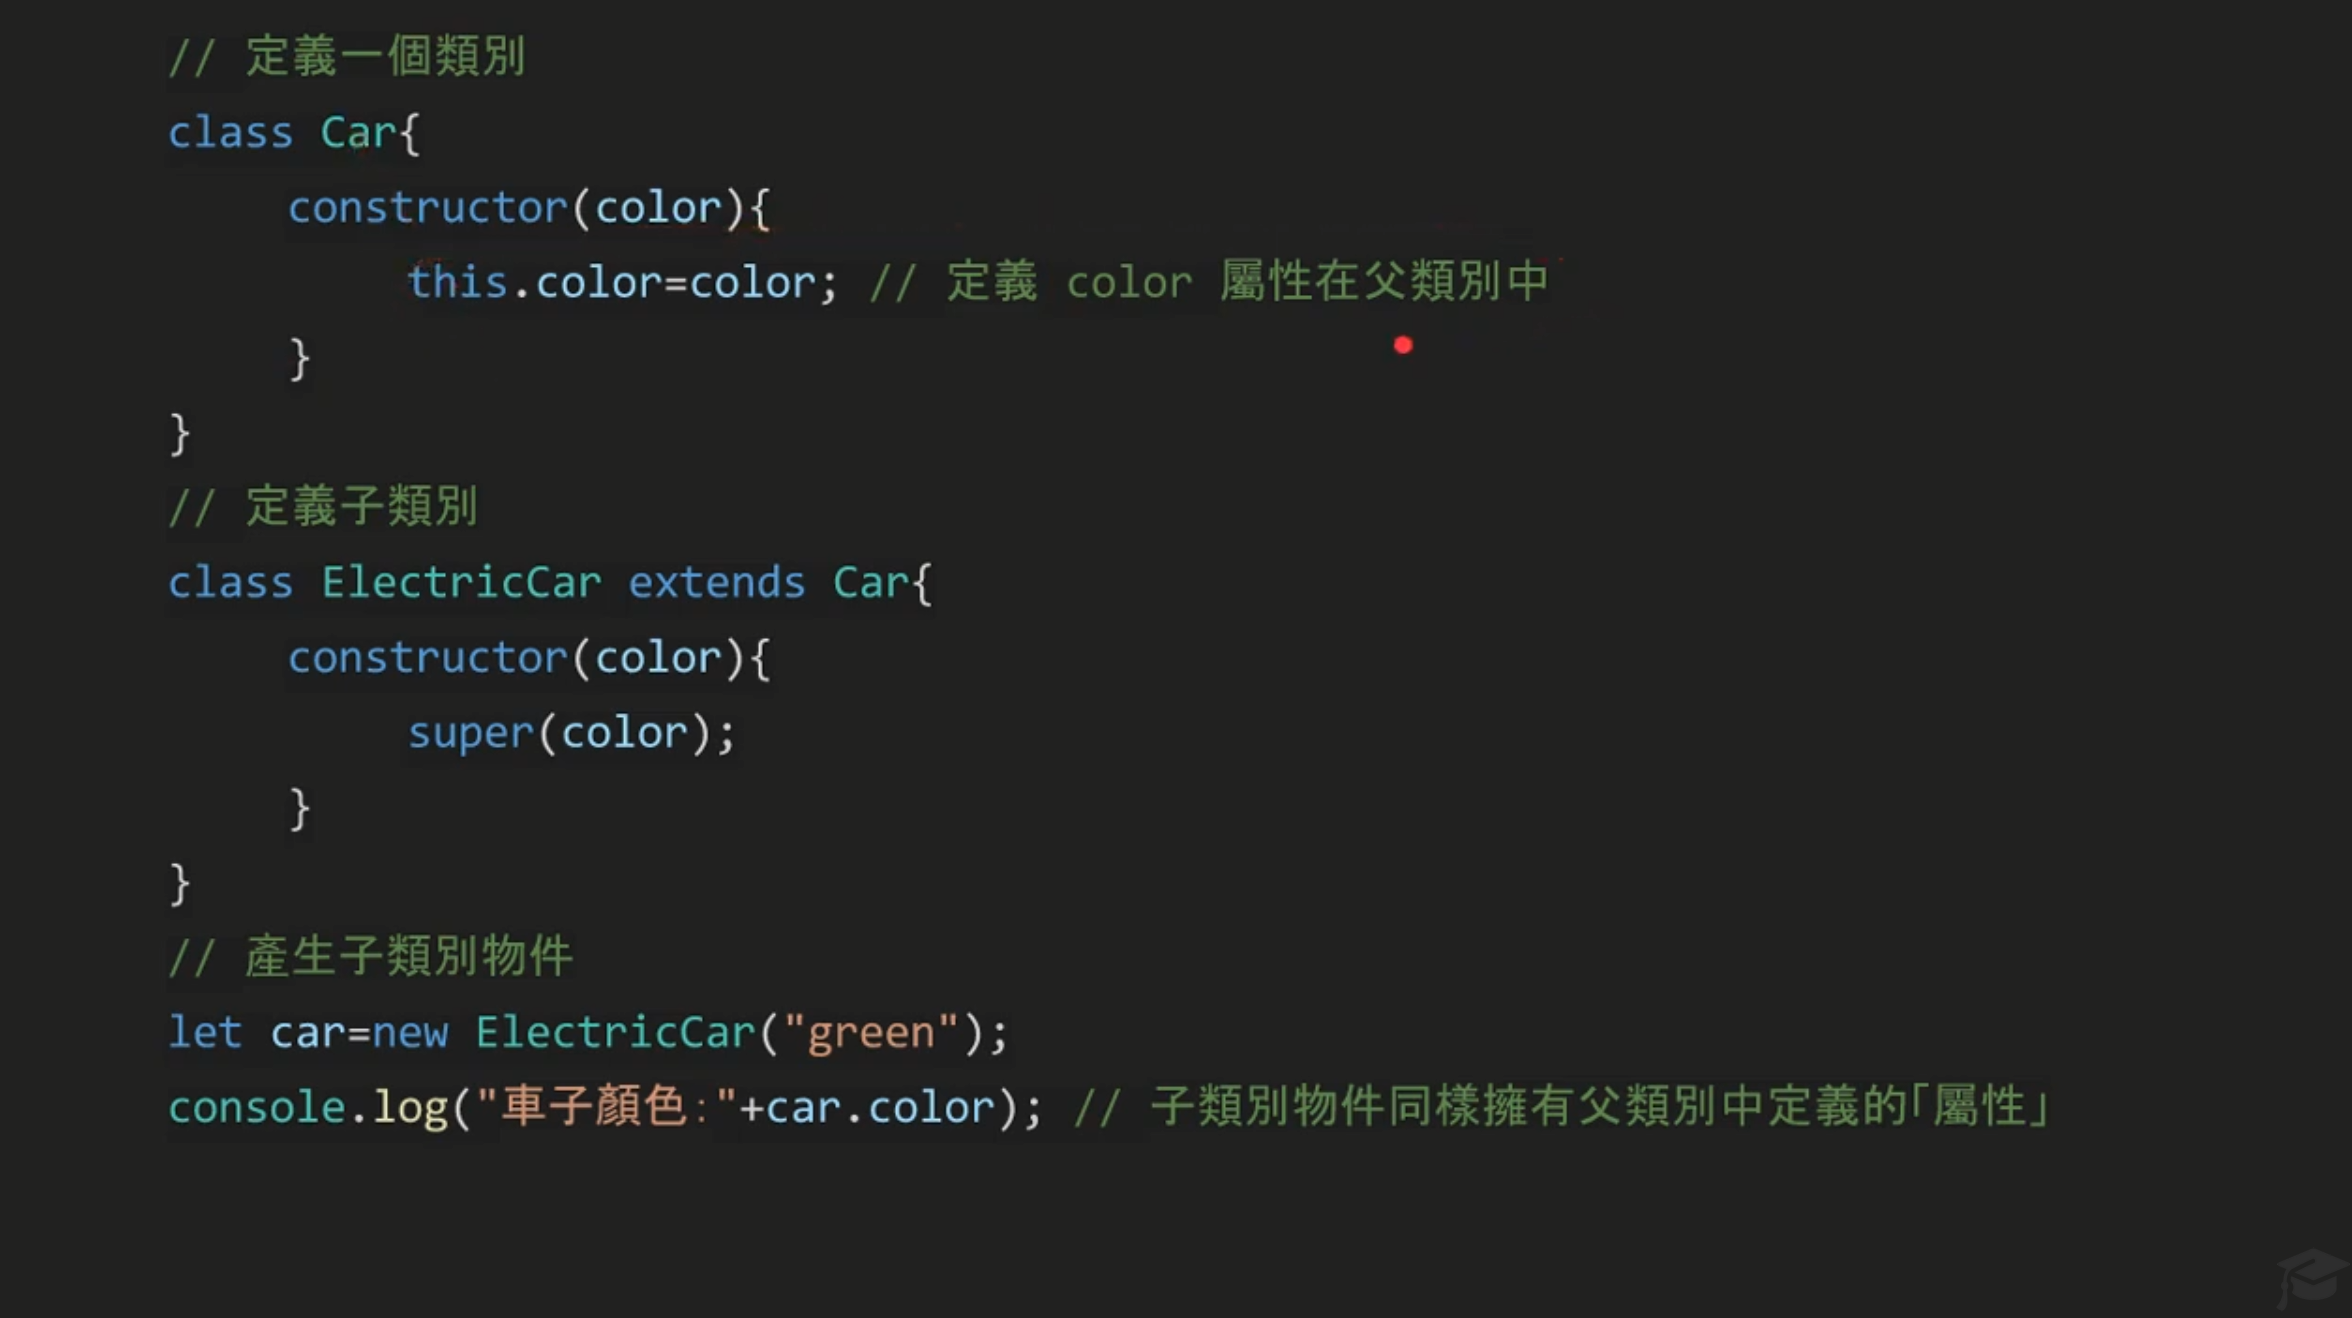 // 定義一個類別
class Car{
constructor(color){
this.color=color; // 定義 color 屬性在父類別中
}
}
// 定義子類別
class ElectricCar extends Car{
constructor(color){
super(color);
}
}
// 產生子類別物件
let car=new ElectricCar("green");
console.log("車子顏色:"+car.color); // 子類別物件同樣擁有父類別中定義的「屬性」